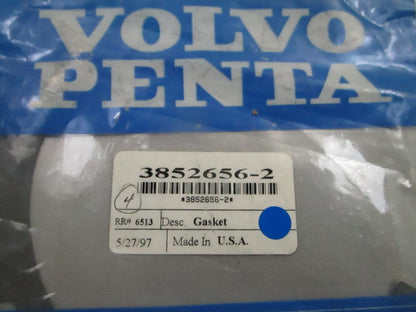 VOLVO
PENTA
3852656-2
*3852656-2*
4
RR# 6513 Desc. Gasket
5/27/97 Made In U.S.A.